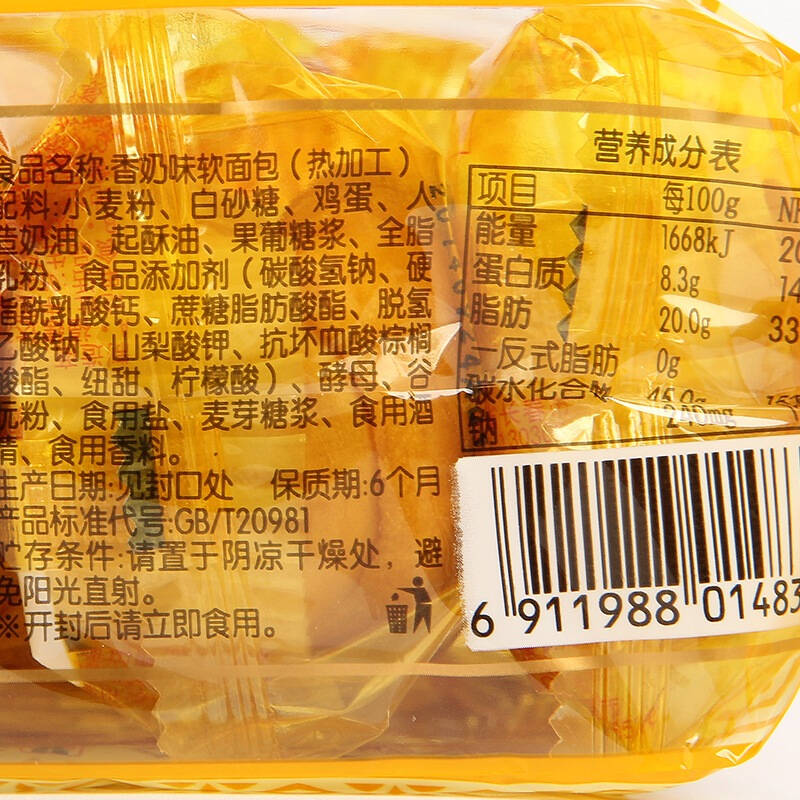 食品名称:香奶味软面包（热加工）
配料:小麦粉、白砂糖、鸡蛋、人
造奶油、起酥油、果葡糖浆、全脂
乳粉、食品添加剂（碳酸氢钠、硬
脂酰乳酸钙、蔗糖脂肪酸酯、脱氢
乙酸钠、山梨酸钾、抗坏血酸棕榈
酸酯、纽甜、柠檬酸）、酵母、谷
朊粉、食用盐、麦芽糖浆、食用酒
精、食用香料。
生产日期:见封口处 保质期:6个月
产品标准代号:GB/T20981
贮存条件:请置于阴凉干燥处，避
免阳光直射。
※开封后请立即食用。
营养成分表
项目 每100g
能量 1668kJ
蛋白质 8.3g
脂肪 20.0g 33
—反式脂肪 0g
碳水化合物
钠 240mg
6 911988 01483